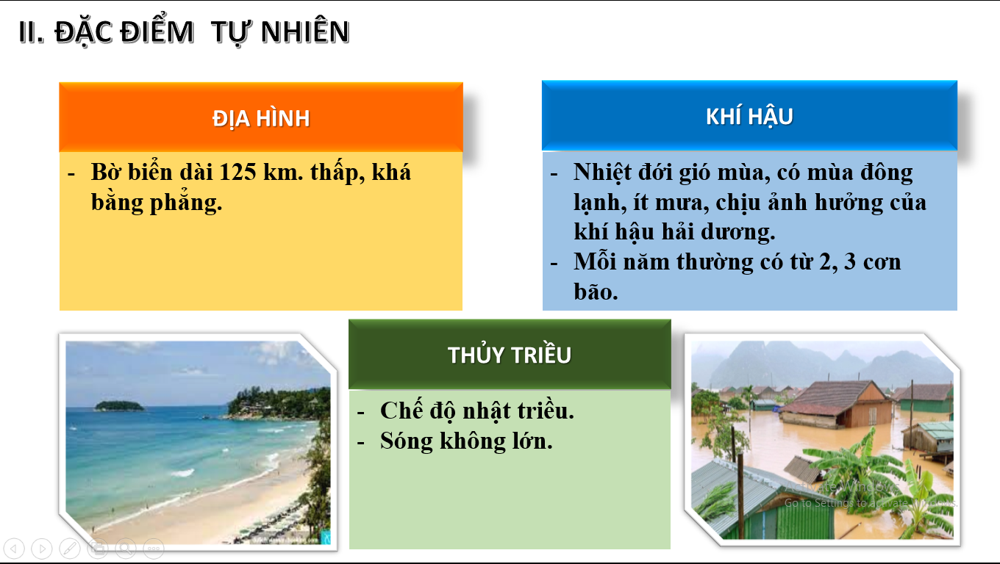 II. ĐẶC ĐIỂM TỰ NHIÊN
ĐỊA HÌNH
- Bờ biển dài 125 km. thấp, khá
bằng phẳng.
KHÍ HẬU
- Nhiệt đới gió mùa, có mùa đông
lạnh, ít mưa, chịu ảnh hưởng của
khí hậu hải dương.
- Mỗi năm thường có từ 2, 3 cơn
bão.
THỦY TRIỀU
- Chế độ nhật triều.
- Sóng không lớn.
Activate Windows
Go to Settings to activate Windows.